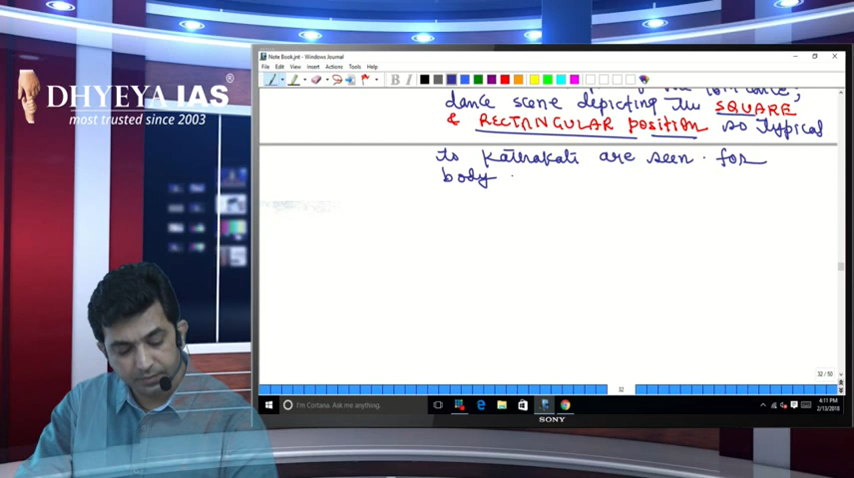 DHYEYA IAS®
most trusted since 2003
Note Book.jnt - Windows Journal
File Edit View Insert Actions Tools Help
B I
dance scene depicting the SQUARE
& RECTANGULAR position so typical
to Kathakali are seen. for
body
32 / 50
32
I'm Cortana. Ask me anything.
4:11 PM
2/13/2018
SONY